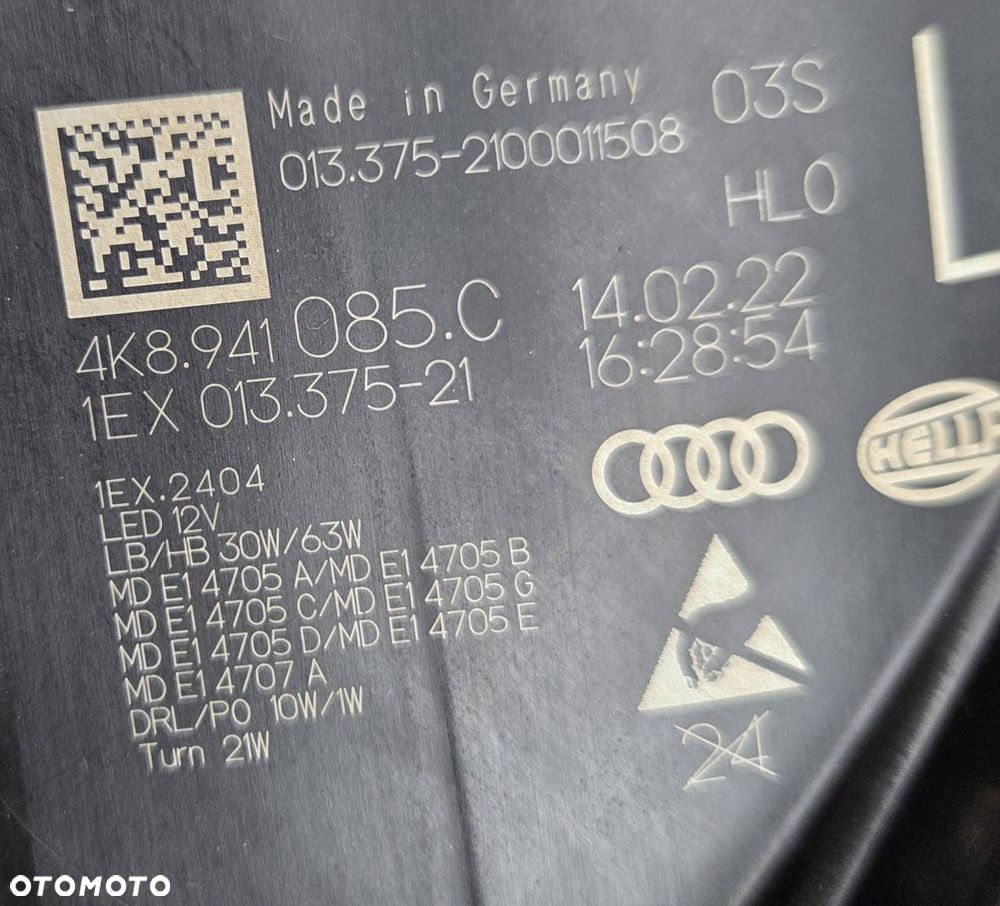 Made in Germany 03S
013.375-2100011508
HL0
L
4K8.941 085.C 14.02.22
1EX 013.375-21 16:28:54
1EX.2404
LED 12V
LB/HB 30W/63W
MD E1 4705 A/MD E1 4705 B
MD E1 4705 C/MD E1 4705 G
MD E1 4705 D/MD E1 4705 E
MD E1 4707 A
DRL/PO 10W/1W
Turn 21W
HELLA
24
OTOMOTO